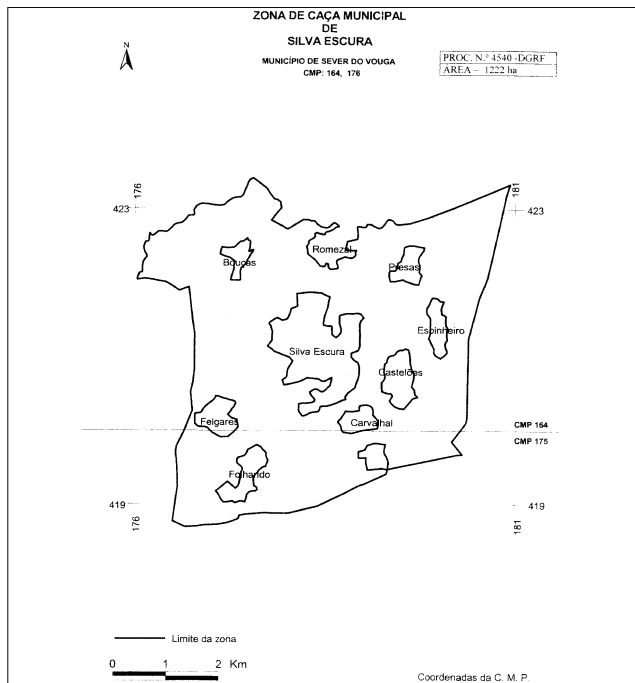 ZONA DE CAÇA MUNICIPAL
DE
SILVA ESCURA
MUNICÍPIO DE SEVER DO VOUGA
CMP: 164, 176
PROC. N.º 4540 -DGRF
AREA – 1222 ha
N
176
181
423
423
Romezal
Bouças
Presas
Espinheiro
Silva Escura
Castelões
Felgares
Carvalhal
CMP 164
CMP 175
Folharido
419
419
176
181
Limite da zona
0 1 2 Km
Coordenadas da C. M. P.